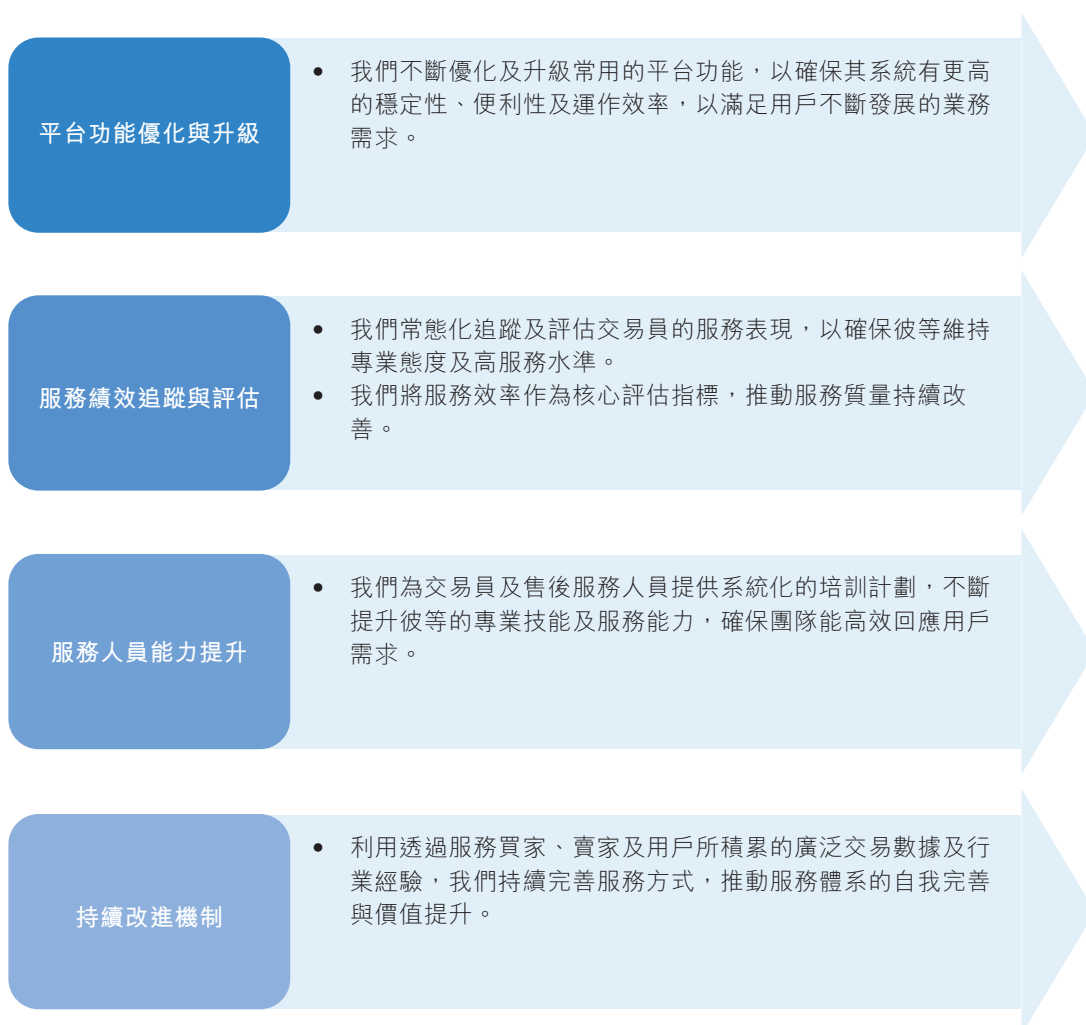 平台功能優化與升級
• 我們不斷優化及升級常用的平台功能，以確保其系統有更高
的穩定性、便利性及運作效率，以滿足用戶不斷發展的業務
需求。
服務績效追蹤與評估
• 我們常態化追蹤及評估交易員的服務表現，以確保彼等維持
專業態度及高服務水準。
• 我們將服務效率作為核心評估指標，推動服務質量持續改
善。
服務人員能力提升
• 我們為交易員及售後服務人員提供系統化的培訓計劃，不斷
提升彼等的專業技能及服務能力，確保團隊能高效回應用戶
需求。
持續改進機制
• 利用透過服務買家、賣家及用戶所積累的廣泛交易數據及行
業經驗，我們持續完善服務方式，推動服務體系的自我完善
與價值提升。